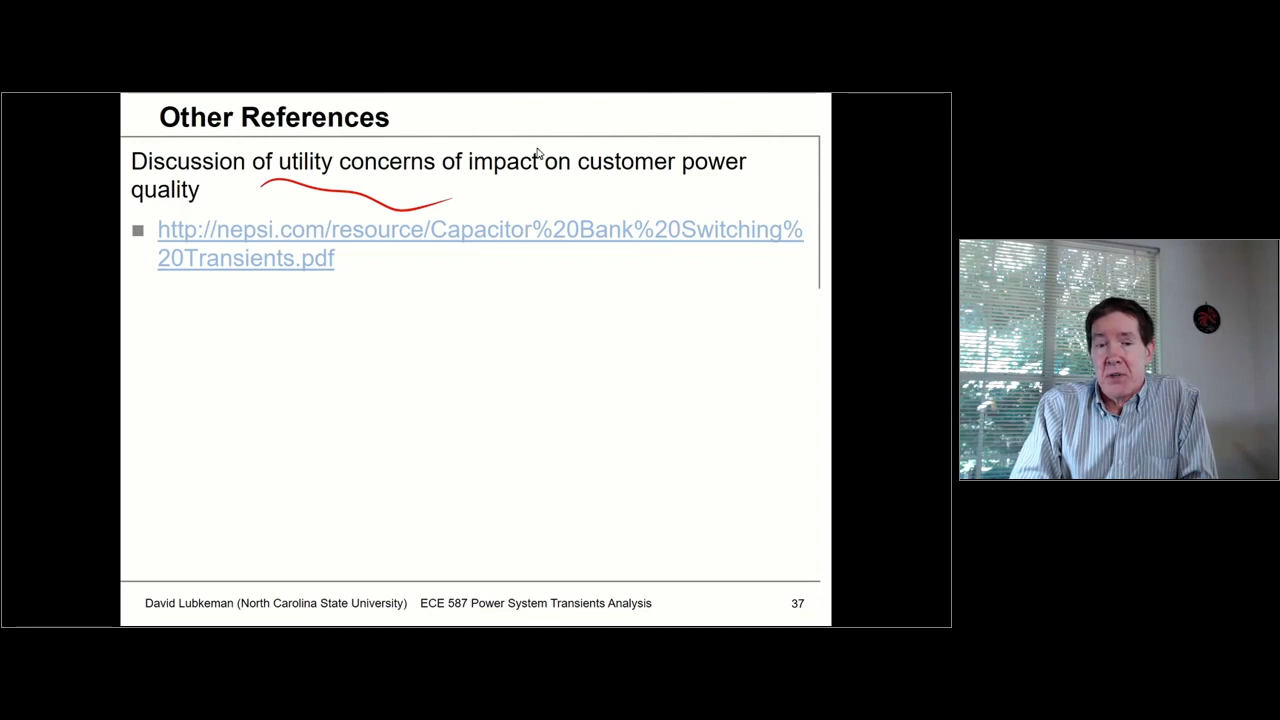 Other References
Discussion of utility concerns of impact on customer power
quality
http://nepsi.com/resource/Capacitor%20Bank%20Switching%
20Transients.pdf
David Lubkeman (North Carolina State University) ECE 587 Power System Transients Analysis 37